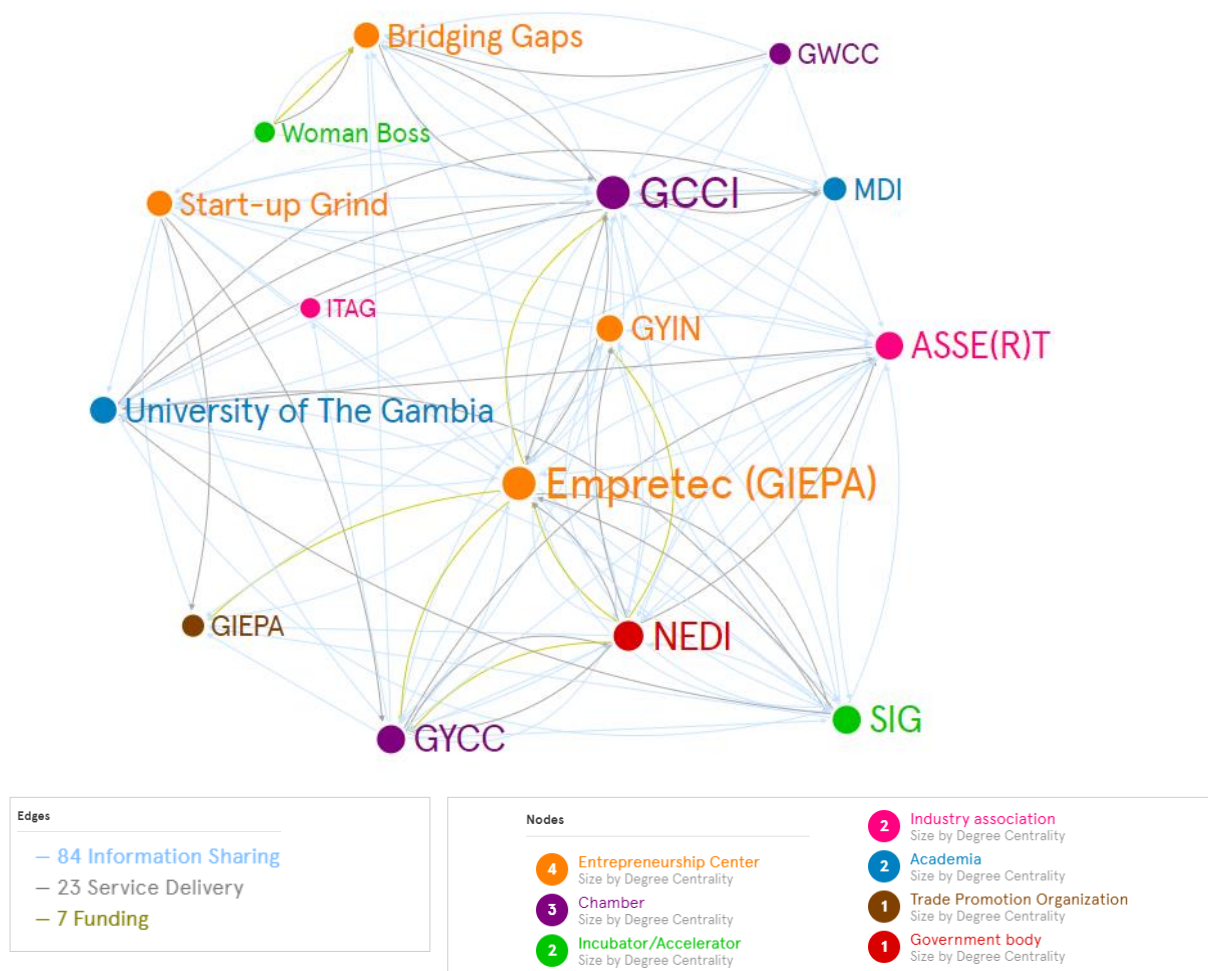 Bridging Gaps
GWCC
Woman Boss
GCCI
MDI
Start-up Grind
ITAG
GYIN
ASSE(R)T
University of The Gambia
Empretec (GIEPA)
GIEPA
NEDI
SIG
GYCC
Edges
— 84 Information Sharing
— 23 Service Delivery
— 7 Funding
Nodes
4 Entrepreneurship Center
Size by Degree Centrality
3 Chamber
Size by Degree Centrality
2 Incubator/Accelerator
Size by Degree Centrality
2 Industry association
Size by Degree Centrality
2 Academia
Size by Degree Centrality
1 Trade Promotion Organization
Size by Degree Centrality
1 Government body
Size by Degree Centrality